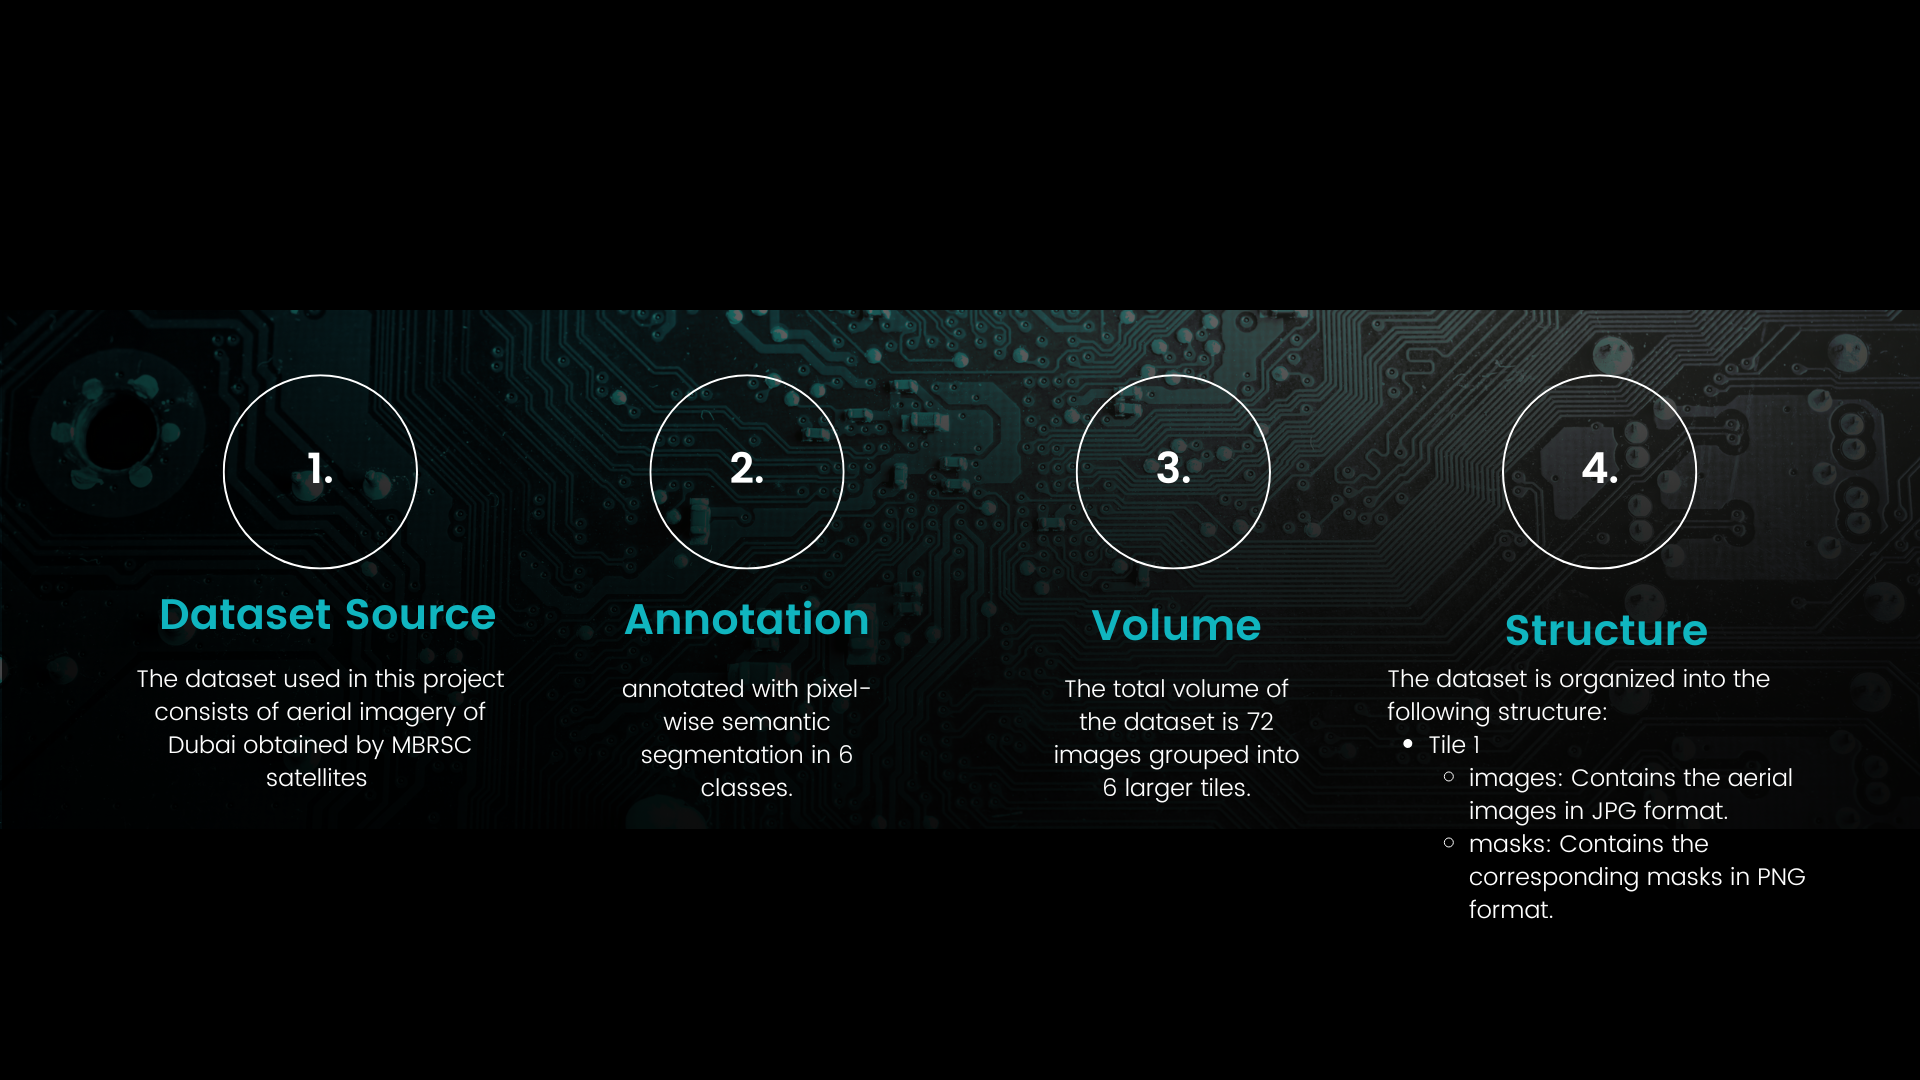 1.
Dataset Source
The dataset used in this project
consists of aerial imagery of
Dubai obtained by MBRSC
satellites
2.
Annotation
annotated with pixel-
wise semantic
segmentation in 6
classes.
3.
Volume
The total volume of
the dataset is 72
images grouped into
6 larger tiles.
4.
Structure
The dataset is organized into the
following structure:
• Tile 1
○ images: Contains the aerial
images in JPG format.
○ masks: Contains the
corresponding masks in PNG
format.